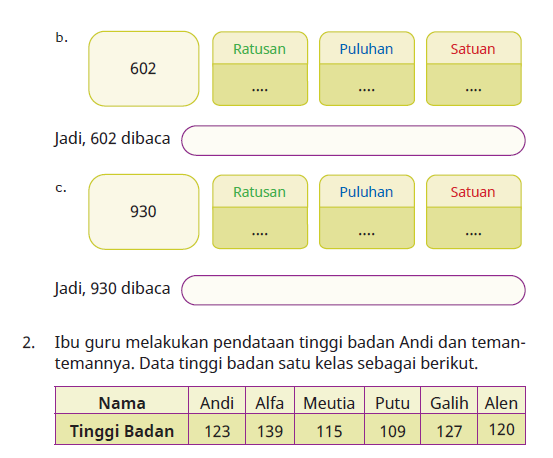 b.
602
Ratusan Puluhan Satuan
.... .... ....
Jadi, 602 dibaca
c.
930
Ratusan Puluhan Satuan
.... .... ....
Jadi, 930 dibaca
2. Ibu guru melakukan pendataan tinggi badan Andi dan teman-
temannya. Data tinggi badan satu kelas sebagai berikut.
Nama Andi Alfa Meutia Putu Galih Alen
Tinggi Badan 123 139 115 109 127 120